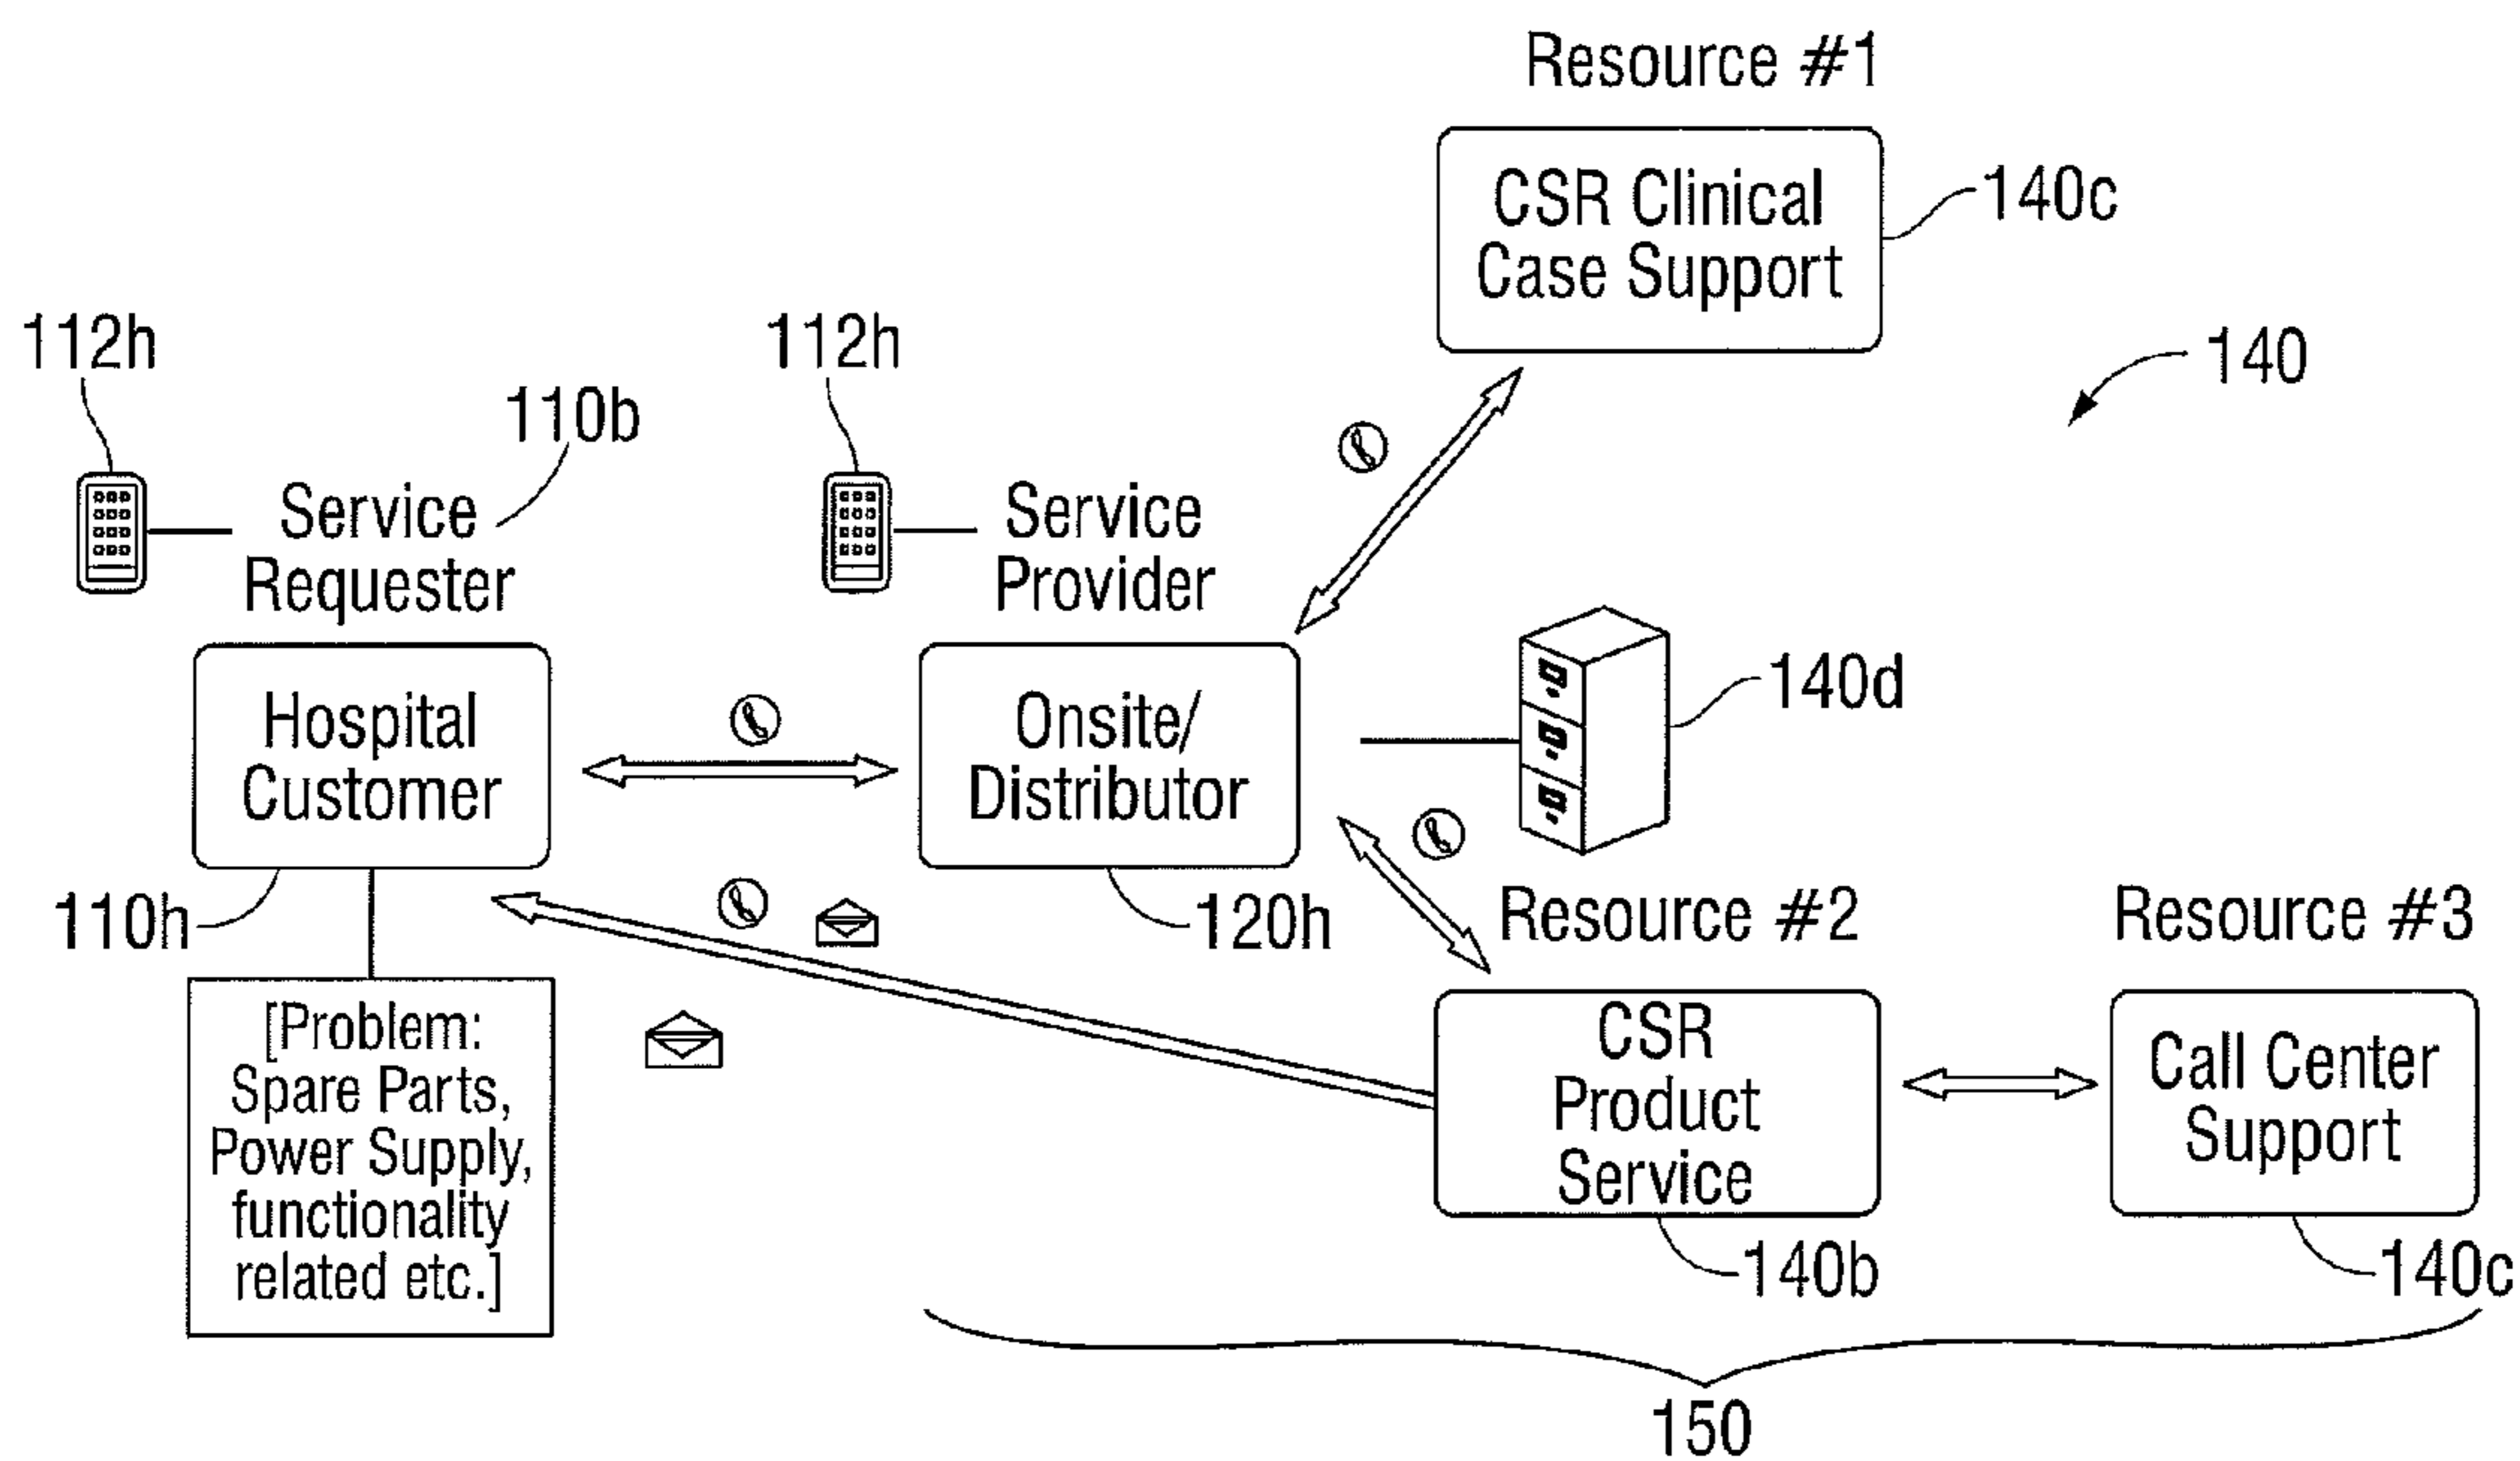 Resource #1
CSR Clinical
Case Support
140c
140
112h
110b
Service
Requester
112h
Service
Provider
Hospital
Customer
110h
Onsite/
Distributor
120h
140d
[Problem:
Spare Parts,
Power Supply,
functionality
related etc.]
Resource #2
CSR
Product
Service
140b
Resource #3
Call Center
Support
140c
150